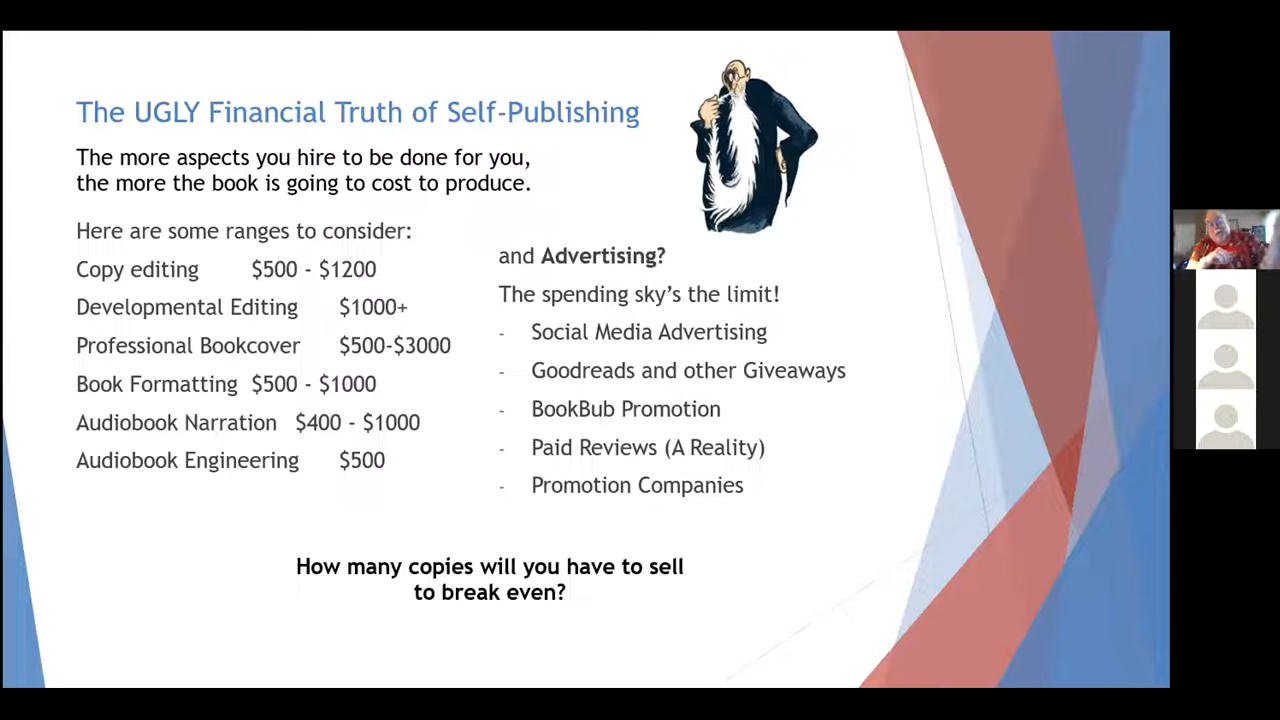 The UGLY Financial Truth of Self-Publishing
The more aspects you hire to be done for you,
the more the book is going to cost to produce.
Here are some ranges to consider:
Copy editing $500 - $1200
Developmental Editing $1000+
Professional Bookcover $500-$3000
Book Formatting $500 - $1000
Audiobook Narration $400 - $1000
Audiobook Engineering $500
and Advertising?
The spending sky’s the limit!
- Social Media Advertising
- Goodreads and other Giveaways
- BookBub Promotion
- Paid Reviews (A Reality)
- Promotion Companies
How many copies will you have to sell
to break even?